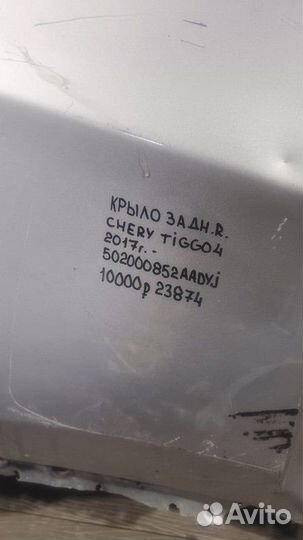 КРЫЛО ЗАДН.R.
CHERY TiGGO4
2017г.-
502000852AADYJ
10000р 23874
Avito